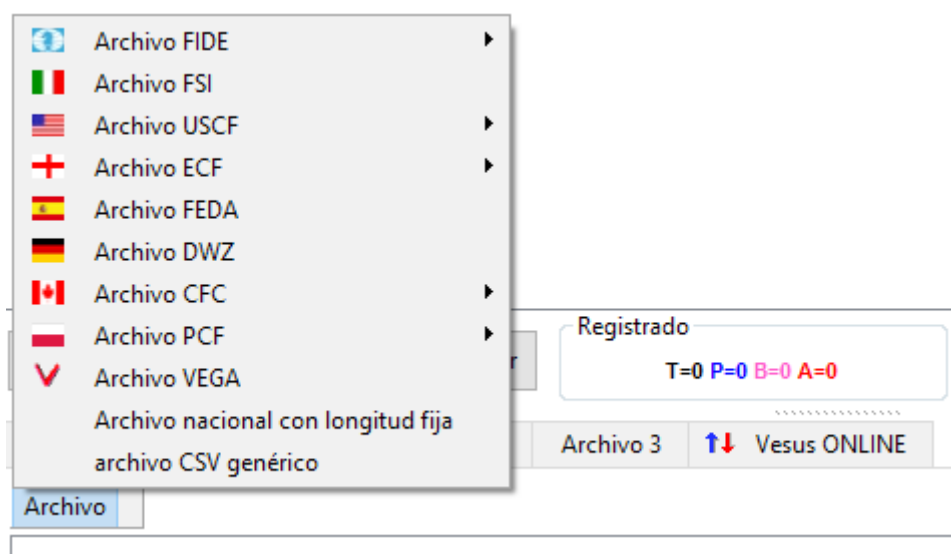 Archivo FIDE
Archivo FSI
Archivo USCF
Archivo ECF
Archivo FEDA
Archivo DWZ
Archivo CFC
Archivo PCF
Archivo VEGA
Archivo nacional con longitud fija
archivo CSV genérico
r
Registrado
T=0 P=0 B=0 A=0
Archivo 3
Vesus ONLINE
Archivo